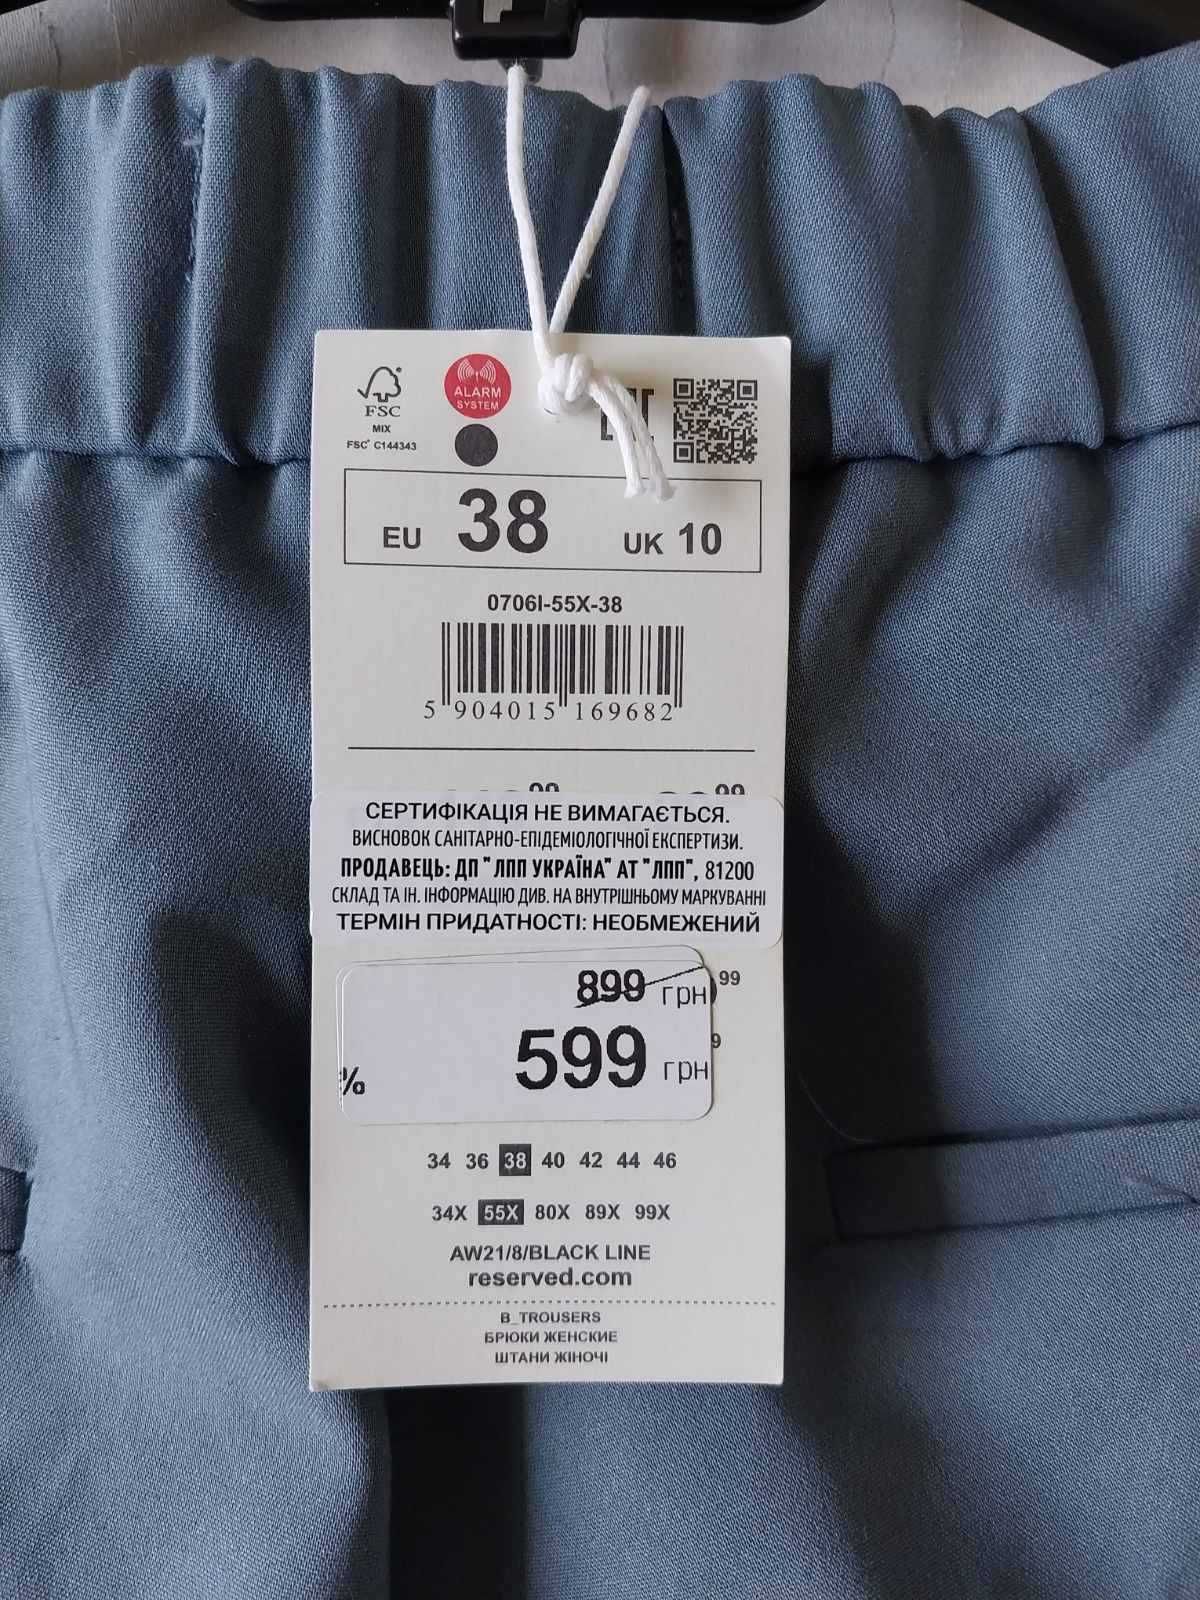 FSC
MIX
FSC® C144343
ALARM
SYSTEM
EU 38 UK 10
0706I-55X-38
5 904015 169682
99 99
СЕРТИФІКАЦІЯ НЕ ВИМАГАЄТЬСЯ.
ВИСНОВОК САНІТАРНО-ЕПІДЕМІОЛОГІЧНОЇ ЕКСПЕРТИЗИ.
ПРОДАВЕЦЬ: ДП "ЛПП УКРАЇНА" АТ "ЛПП", 81200
СКЛАД ТА ІН. ІНФОРМАЦІЮ ДИВ. НА ВНУТРІШНЬОМУ МАРКУВАННІ
ТЕРМІН ПРИДАТНОСТІ: НЕОБМЕЖЕНИЙ
899 грн 99
599 грн
%
34 36 38 40 42 44 46
34X 55X 80X 89X 99X
AW21/8/BLACK LINE
reserved.com
B_TROUSERS
БРЮКИ ЖЕНСКИЕ
ШТАНИ ЖІНОЧІ